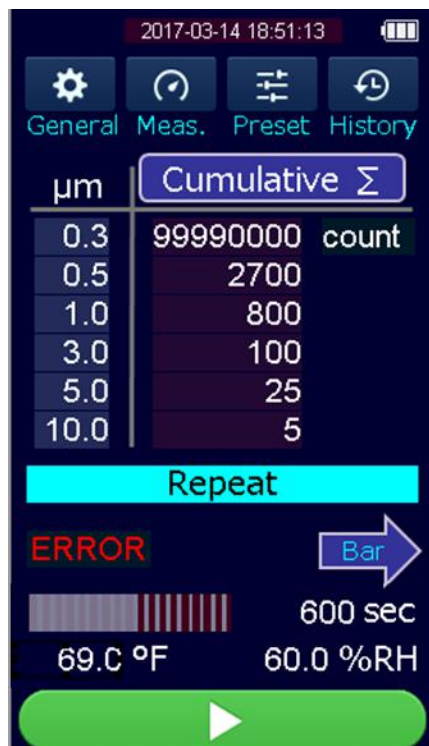 2017-03-14 18:51:13
General Meas. Preset History
µm Cumulative Σ
0.3 99990000 count
0.5 2700
1.0 800
3.0 100
5.0 25
10.0 5
Repeat
ERROR Bar
600 sec
69.0 °F 60.0 %RH